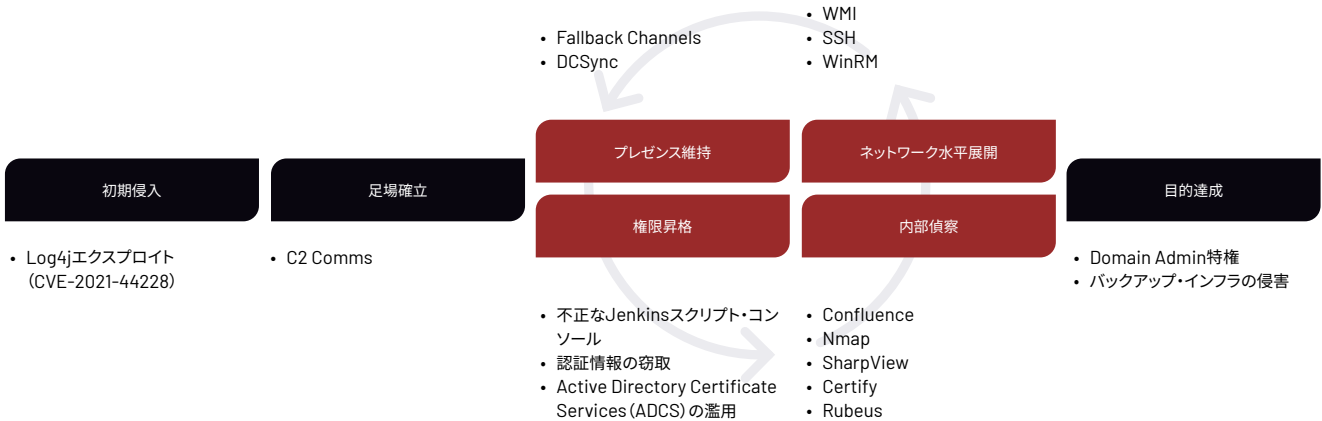 • Fallback Channels
• DCSync
• WMI
• SSH
• WinRM
初期侵入
• Log4jエクスプロイト
（CVE-2021-44228）
足場確立
• C2 Comms
プレゼンス維持
ネットワーク水平展開
権限昇格
内部偵察
• 不正なJenkinsスクリプト・コン
ソール
• 認証情報の窃取
• Active Directory Certificate
Services（ADCS）の濫用
• Confluence
• Nmap
• SharpView
• Certify
• Rubeus
目的達成
• Domain Admin特権
• バックアップ・インフラの侵害